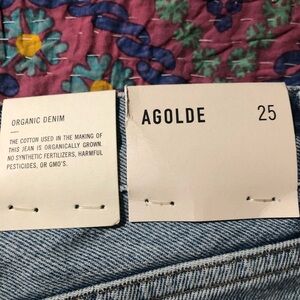 ORGANIC DENIM
THE COTTON USED IN THE MAKING OF
THIS JEAN IS ORGANICALLY GROWN.
NO SYNTHETIC FERTILIZERS, HARMFUL
PESTICIDES, OR GMO'S.
AGOLDE 25